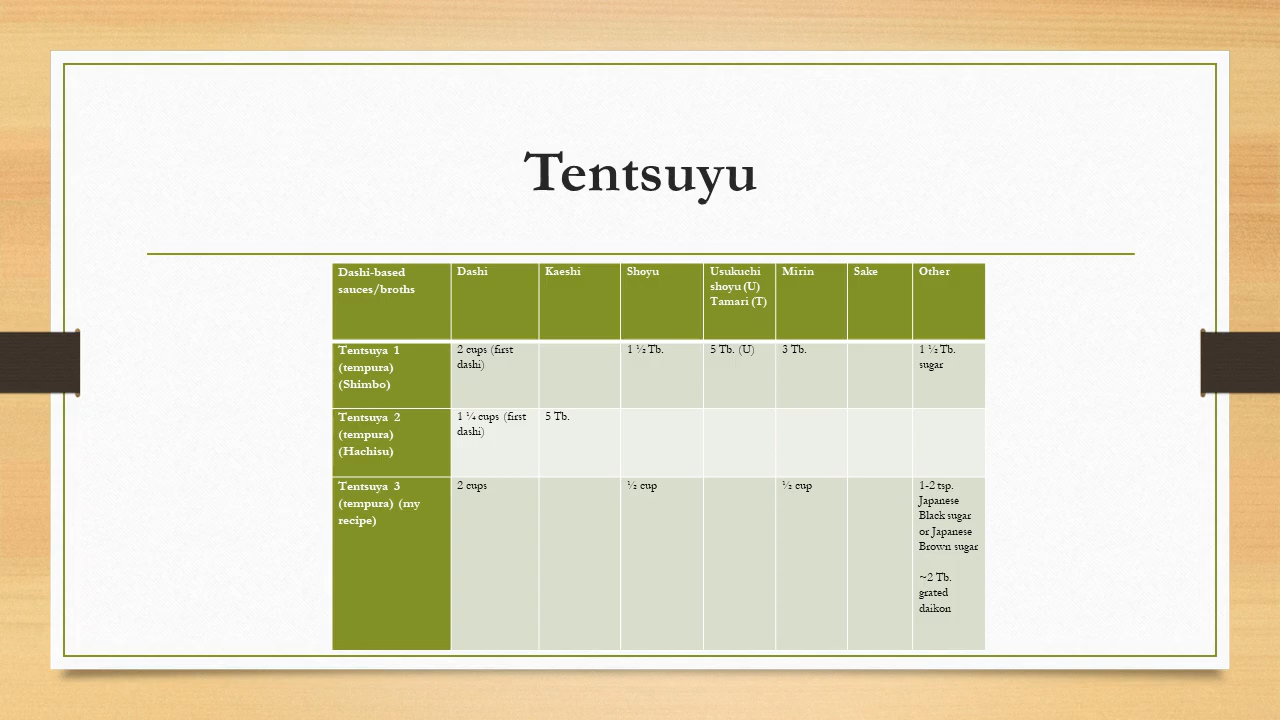 Tentsuyu
Dashi-based sauces/broths | Dashi | Kaeshi | Shoyu | Usukuchi shoyu (U) Tamari (T) | Mirin | Sake | Other
Tentsuya 1 (tempura) (Shimbo) | 2 cups (first dashi) | | 1 ½ Tb. | 5 Tb. (U) | 3 Tb. | | 1 ½ Tb. sugar
Tentsuya 2 (tempura) (Hachisu) | 1 ¼ cups (first dashi) | 5 Tb. | | | | |
Tentsuya 3 (tempura) (my recipe) | 2 cups | | ½ cup | | ½ cup | | 1-2 tsp. Japanese Black sugar or Japanese Brown sugar ~2 Tb. grated daikon